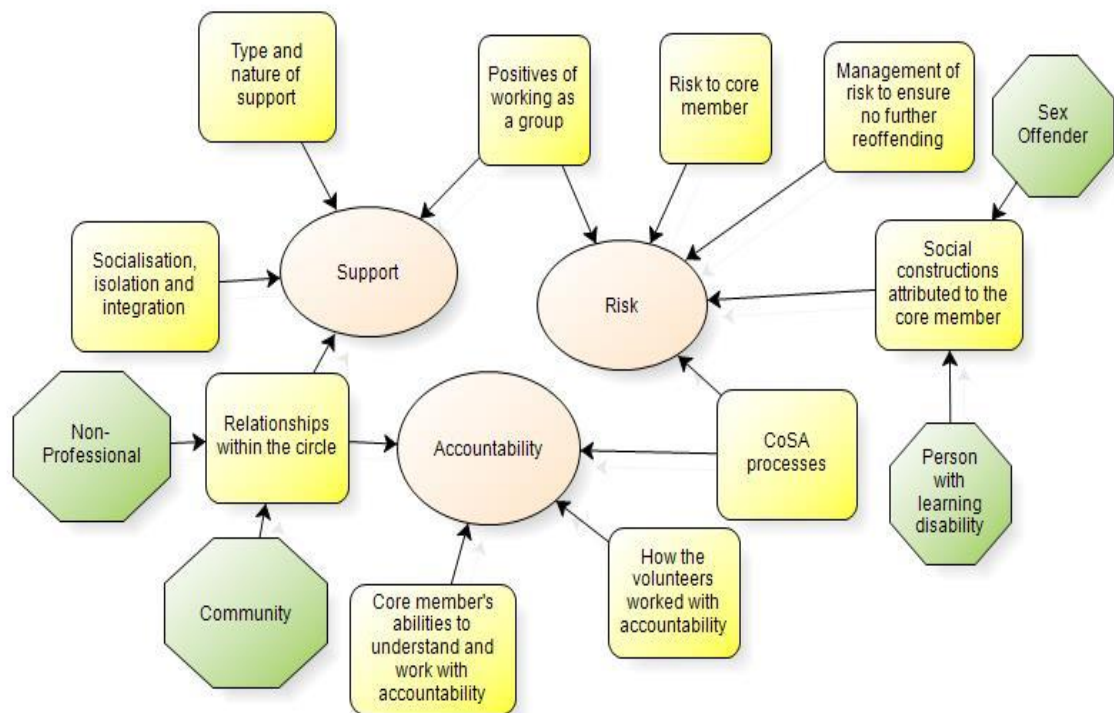 Type and
nature of
support
Positives of
working as
a group
Risk to core
member
Management of
risk to ensure
no further
reoffending
Sex
Offender
Socialisation,
isolation and
integration
Support
Risk
Social
constructions
attributed to the
core member
Non-
Professional
Relationships
within the circle
Accountability
CoSA
processes
Person
with
learning
disability
Community
Core member's
abilities to
understand and
work with
accountability
How the
volunteers
worked with
accountability